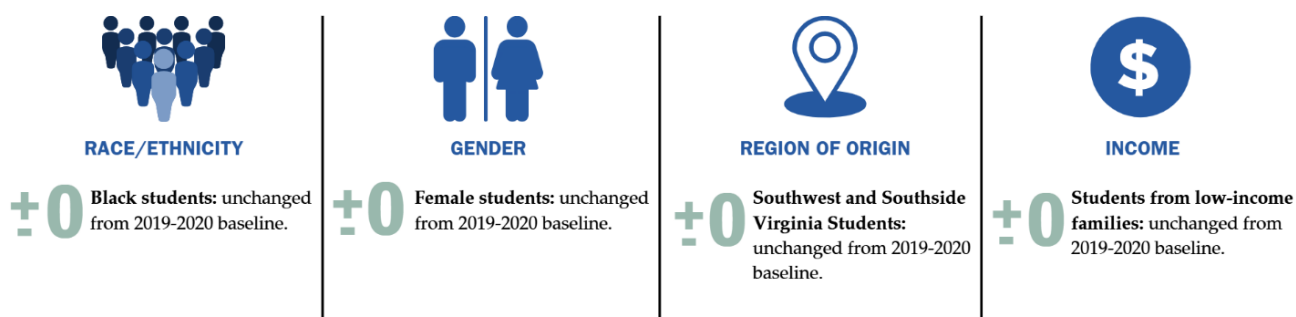 RACE/ETHNICITY
±0
Black students: unchanged
from 2019-2020 baseline.
GENDER
±0
Female students: unchanged
from 2019-2020 baseline.
REGION OF ORIGIN
±0
Southwest and Southside
Virginia Students:
unchanged from 2019-2020
baseline.
$
INCOME
±0
Students from low-income
families: unchanged from
2019-2020 baseline.